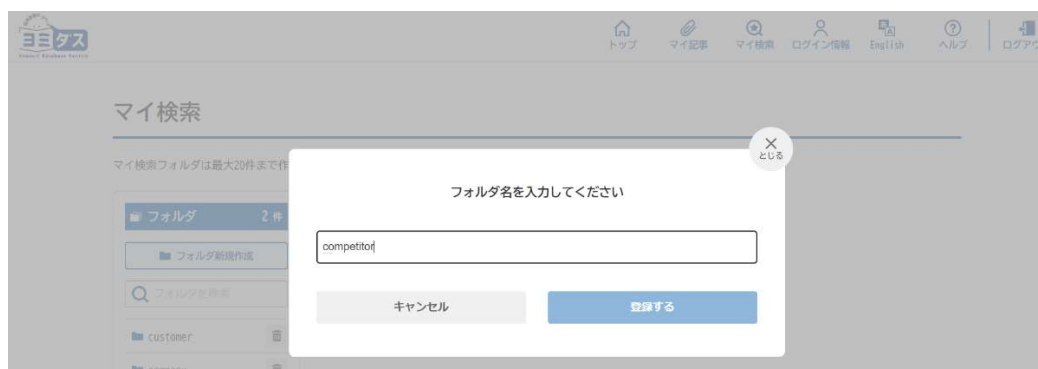 ヨミダス
トップ
マイ記事
マイ検索
ログイン情報
English
ヘルプ
マイ検索
とじる
マイ検索フォルダは最大20件まで作
フォルダ名を入力してください
フォルダ 2 件
competitor
フォルダ新規作成
フォルダを検索
キャンセル
登録する
customer